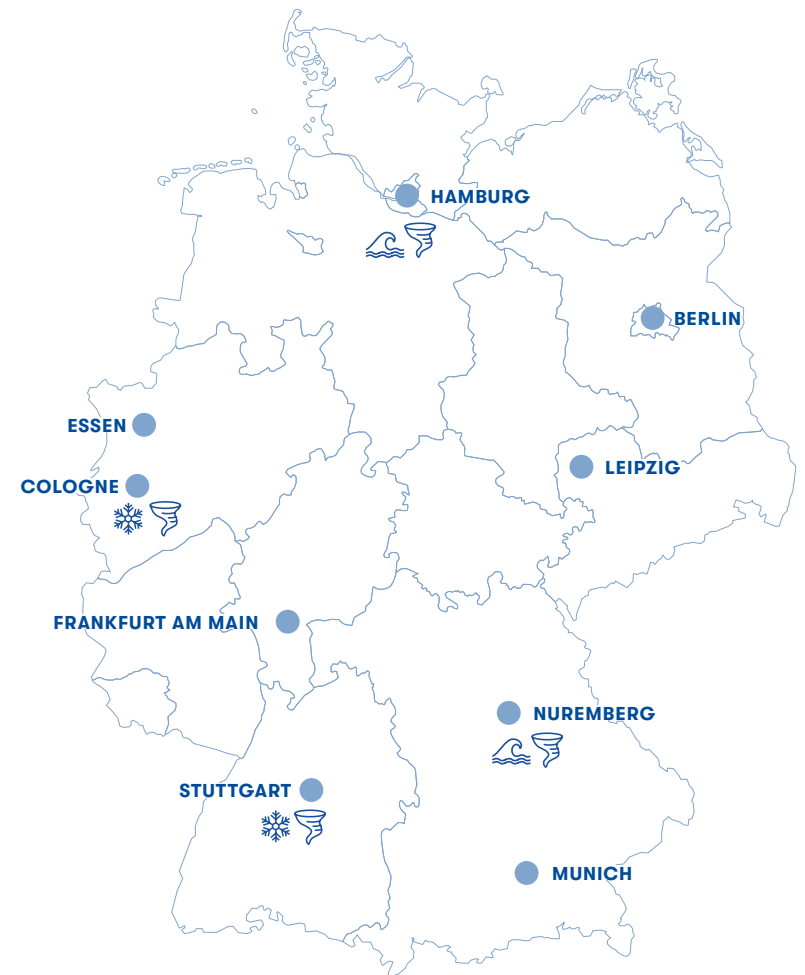 HAMBURG
BERLIN
ESSEN
LEIPZIG
COLOGNE
FRANKFURT AM MAIN
NUREMBERG
STUTTGART
MUNICH